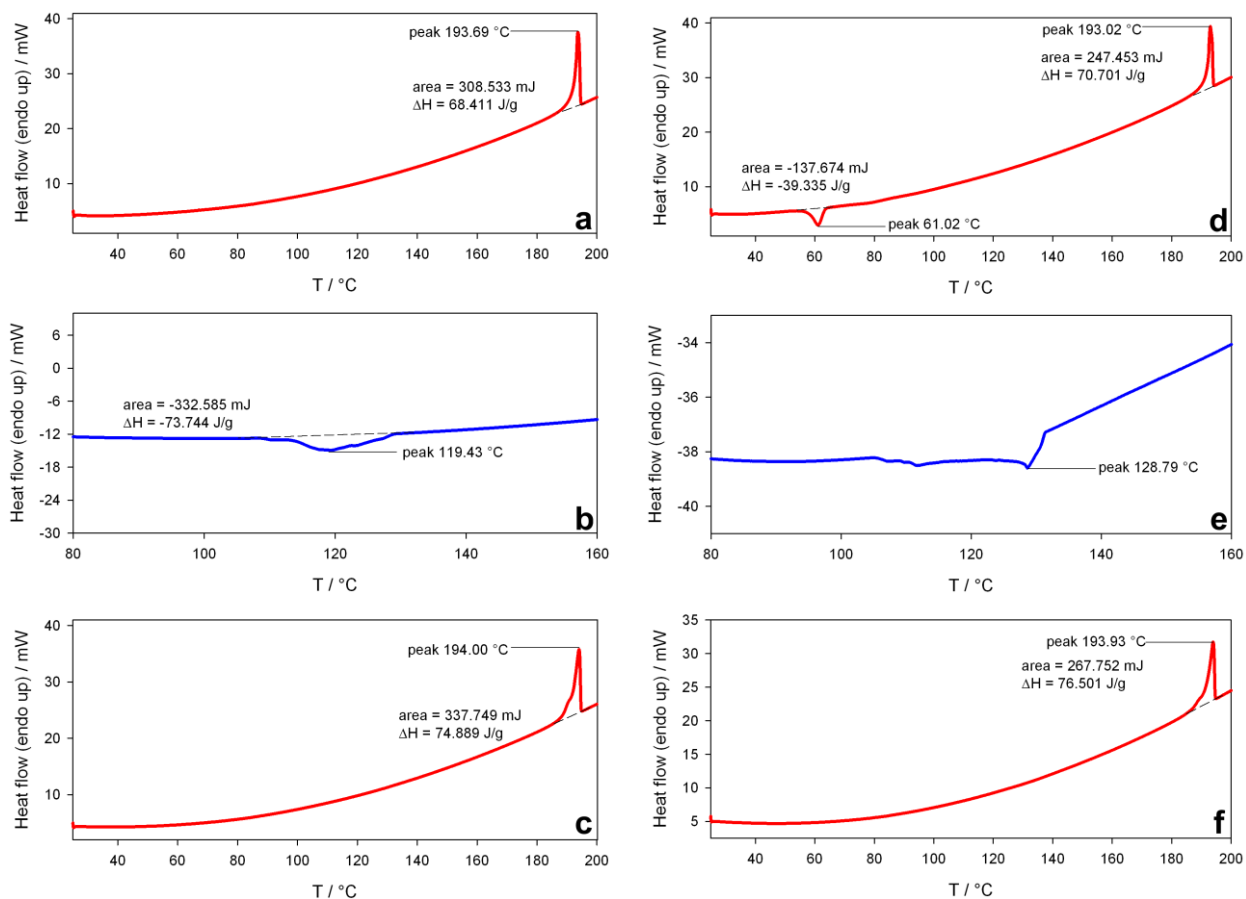 40
30
20
10
40 60 80 100 120 140 160 180 200
Heat flow (endo up) / mW
T / °C
peak 193.69 °C
area = 308.533 mJ
ΔH = 68.411 J/g
a
40
30
20
10
40 60 80 100 120 140 160 180 200
Heat flow (endo up) / mW
T / °C
peak 193.02 °C
area = 247.453 mJ
ΔH = 70.701 J/g
area = -137.674 mJ
ΔH = -39.335 J/g
peak 61.02 °C
d
6
0
-6
-12
-18
-24
-30
80 100 120 140 160
Heat flow (endo up) / mW
T / °C
area = -332.585 mJ
ΔH = -73.744 J/g
peak 119.43 °C
b
-34
-36
-38
-40
80 100 120 140 160
Heat flow (endo up) / mW
T / °C
peak 128.79 °C
e
40
30
20
10
40 60 80 100 120 140 160 180 200
Heat flow (endo up) / mW
T / °C
peak 194.00 °C
area = 337.749 mJ
ΔH = 74.889 J/g
c
35
30
25
20
15
10
5
40 60 80 100 120 140 160 180 200
Heat flow (endo up) / mW
T / °C
peak 193.93 °C
area = 267.752 mJ
ΔH = 76.501 J/g
f